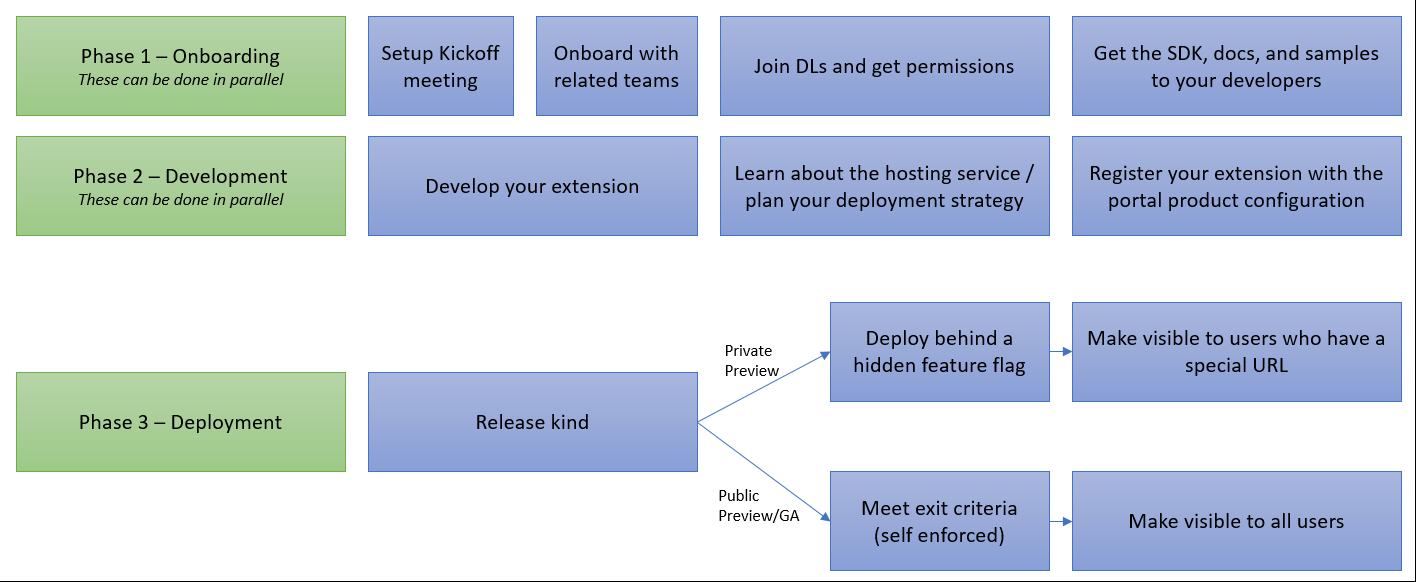 Phase 1 – Onboarding
These can be done in parallel
Setup Kickoff
meeting
Onboard with
related teams
Join DLs and get permissions
Get the SDK, docs, and samples
to your developers
Phase 2 – Development
These can be done in parallel
Develop your extension
Learn about the hosting service /
plan your deployment strategy
Register your extension with the
portal product configuration
Phase 3 – Deployment
Release kind
Private
Preview
Deploy behind a
hidden feature flag
Make visible to users who have a
special URL
Public
Preview/GA
Meet exit criteria
(self enforced)
Make visible to all users